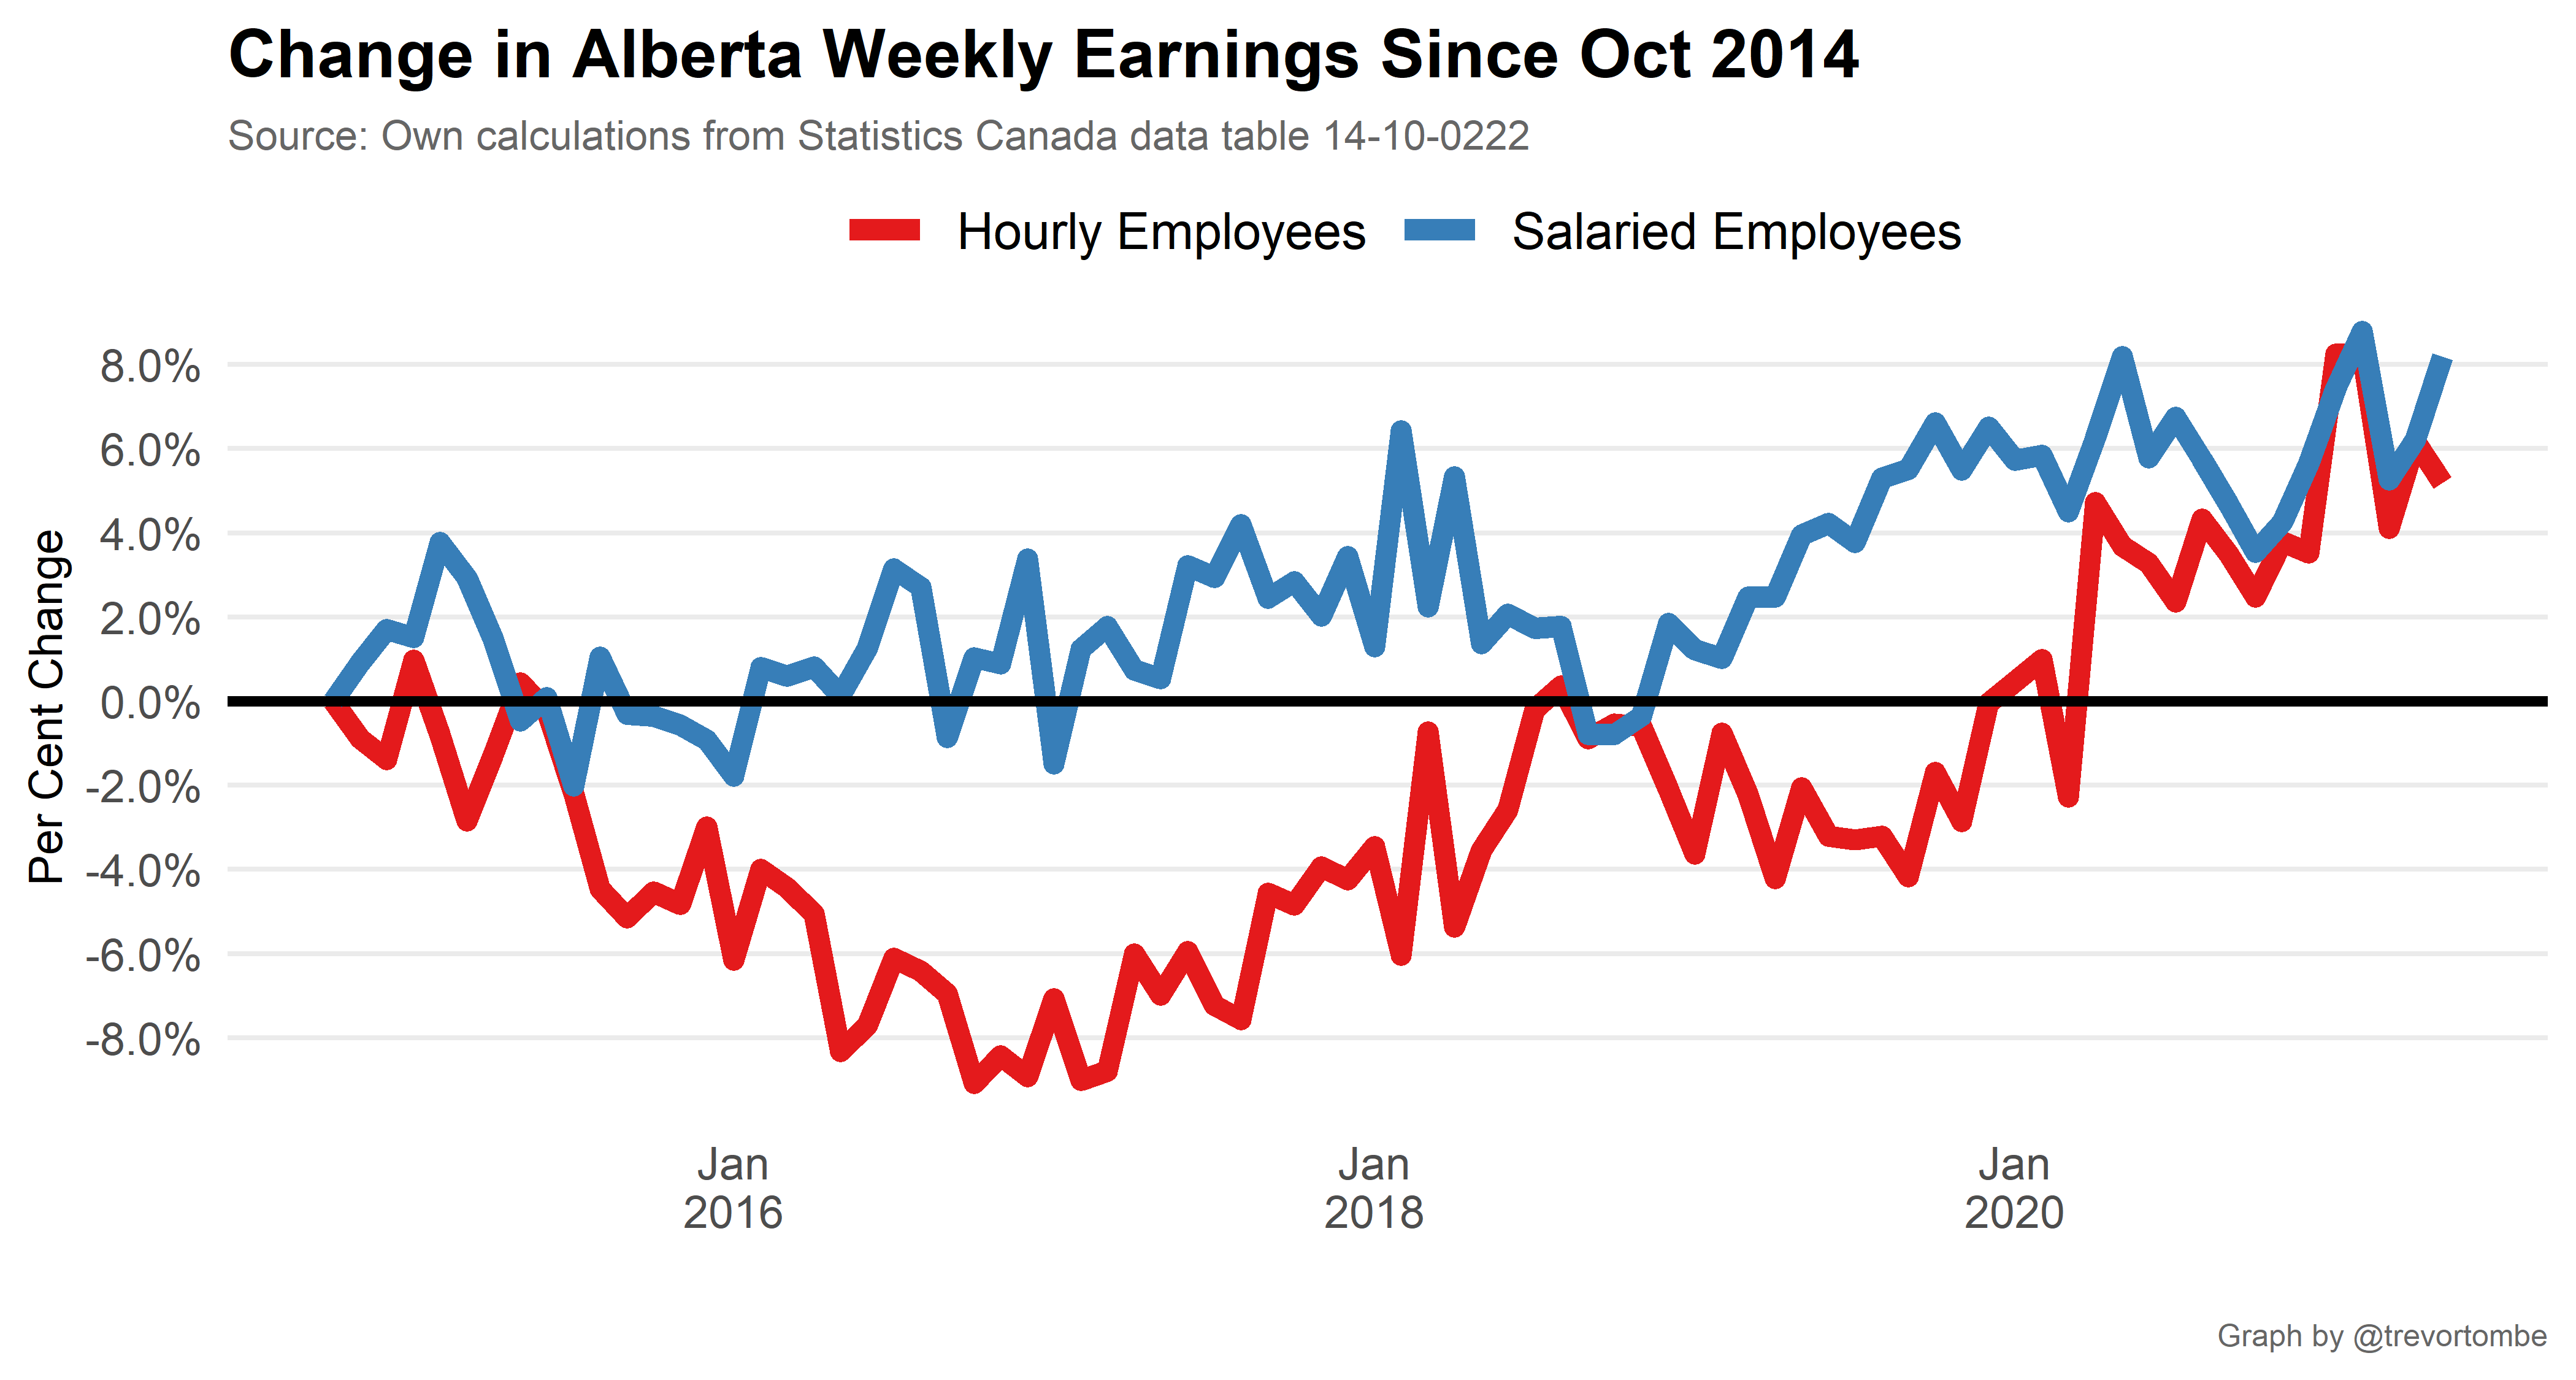 Change in Alberta Weekly Earnings Since Oct 2014
Source: Own calculations from Statistics Canada data table 14-10-0222
Hourly Employees Salaried Employees
Per Cent Change
8.0%
6.0%
4.0%
2.0%
0.0%
-2.0%
-4.0%
-6.0%
-8.0%
Jan
2016
Jan
2018
Jan
2020
Graph by @trevortombe